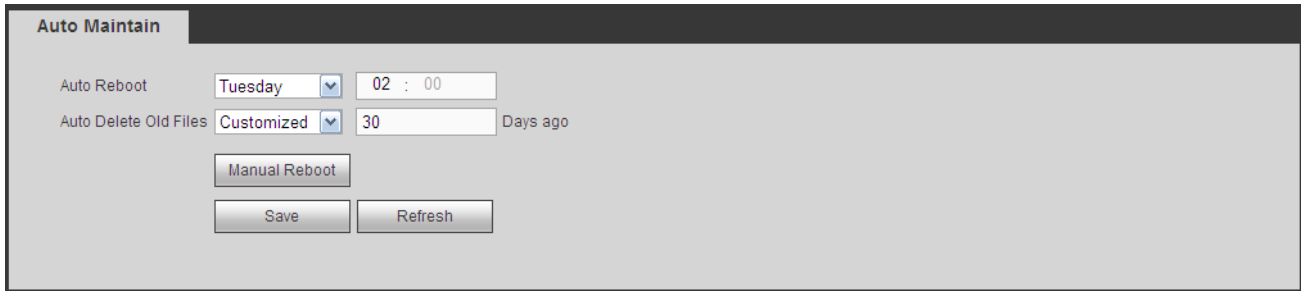 Auto Maintain
Auto Reboot Tuesday 02 : 00
Auto Delete Old Files Customized 30 Days ago
Manual Reboot
Save Refresh